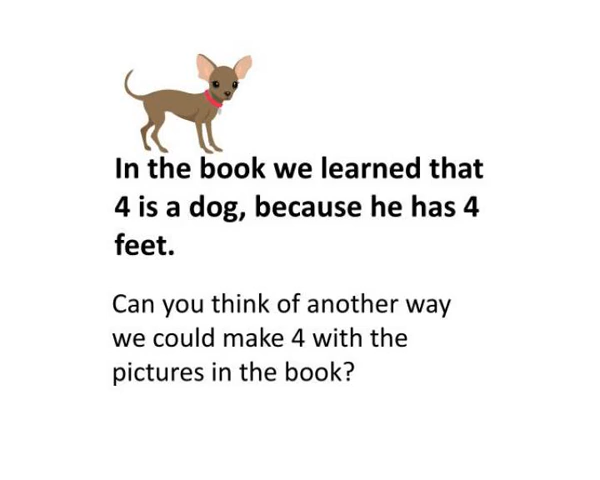 In the book we learned that
4 is a dog, because he has 4
feet.
Can you think of another way
we could make 4 with the
pictures in the book?